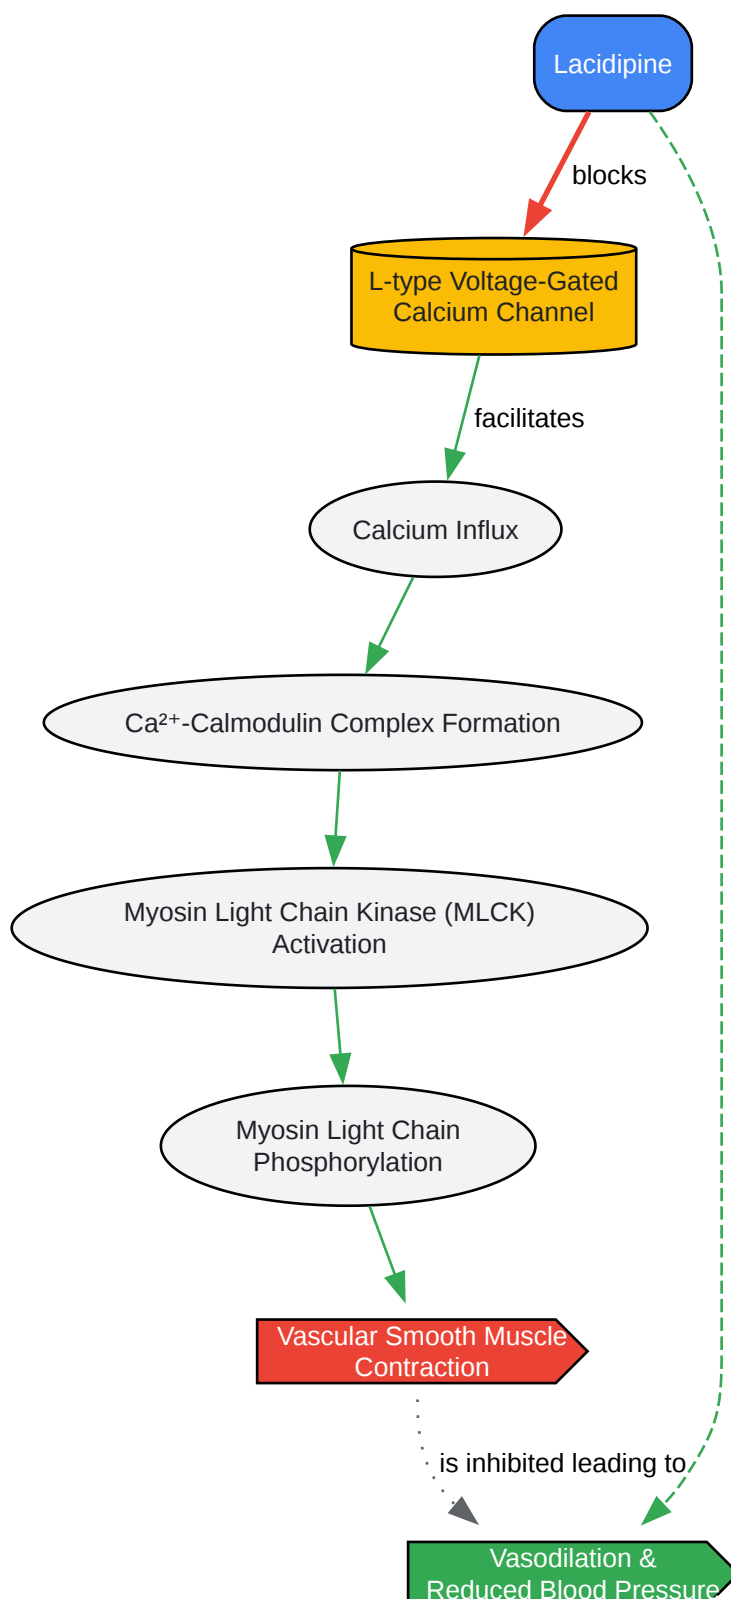 Lacidipine
blocks
L-type Voltage-Gated
Calcium Channel
facilitates
Calcium Influx
Ca²⁺-Calmodulin Complex Formation
Myosin Light Chain Kinase (MLCK)
Activation
Myosin Light Chain
Phosphorylation
Vascular Smooth Muscle
Contraction
is inhibited leading to
Vasodilation &
Reduced Blood Pressure